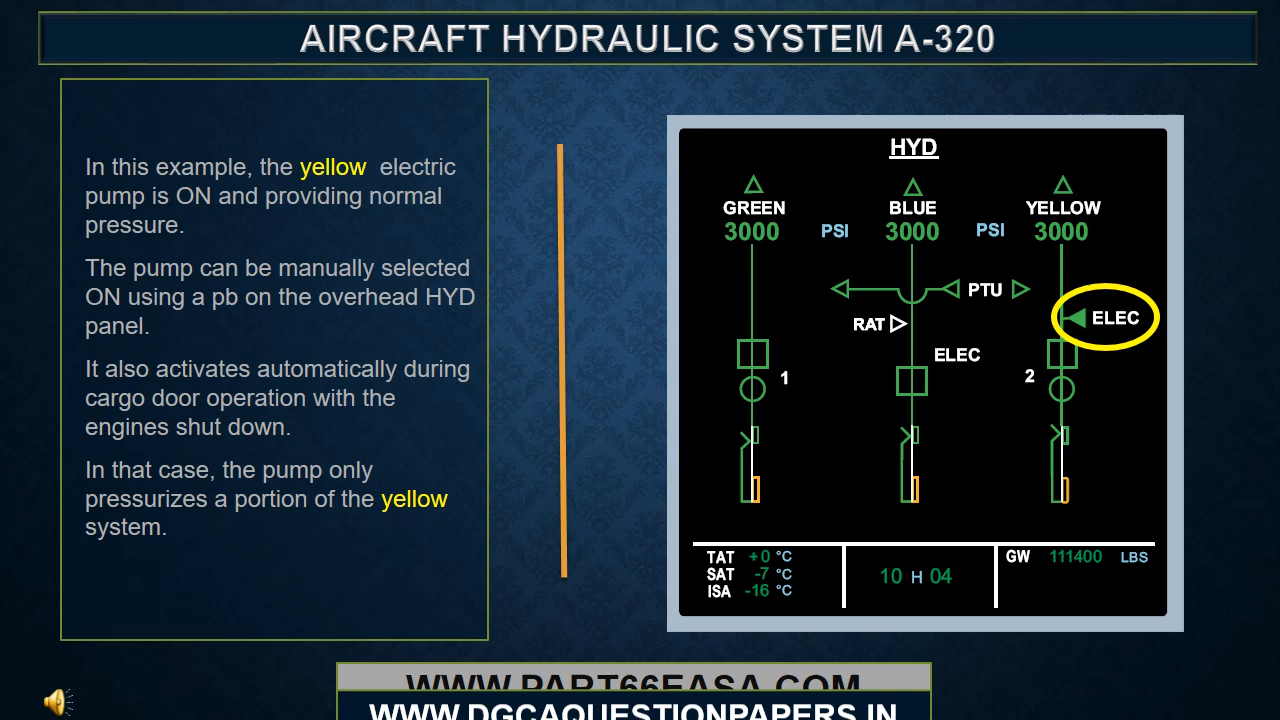 AIRCRAFT HYDRAULIC SYSTEM A-320
In this example, the yellow electric
pump is ON and providing normal
pressure.
The pump can be manually selected
ON using a pb on the overhead HYD
panel.
It also activates automatically during
cargo door operation with the
engines shut down.
In that case, the pump only
pressurizes a portion of the yellow
system.
HYD
GREEN BLUE YELLOW
3000 PSI 3000 PSI 3000
PTU
RAT
ELEC
ELEC
1
2
TAT +0 °C
SAT -7 °C
ISA -16 °C
10 H 04
GW 111400 LBS
WWW.PART66EASA.COM
WWW.DGCAQUESTIONPAPERS.IN